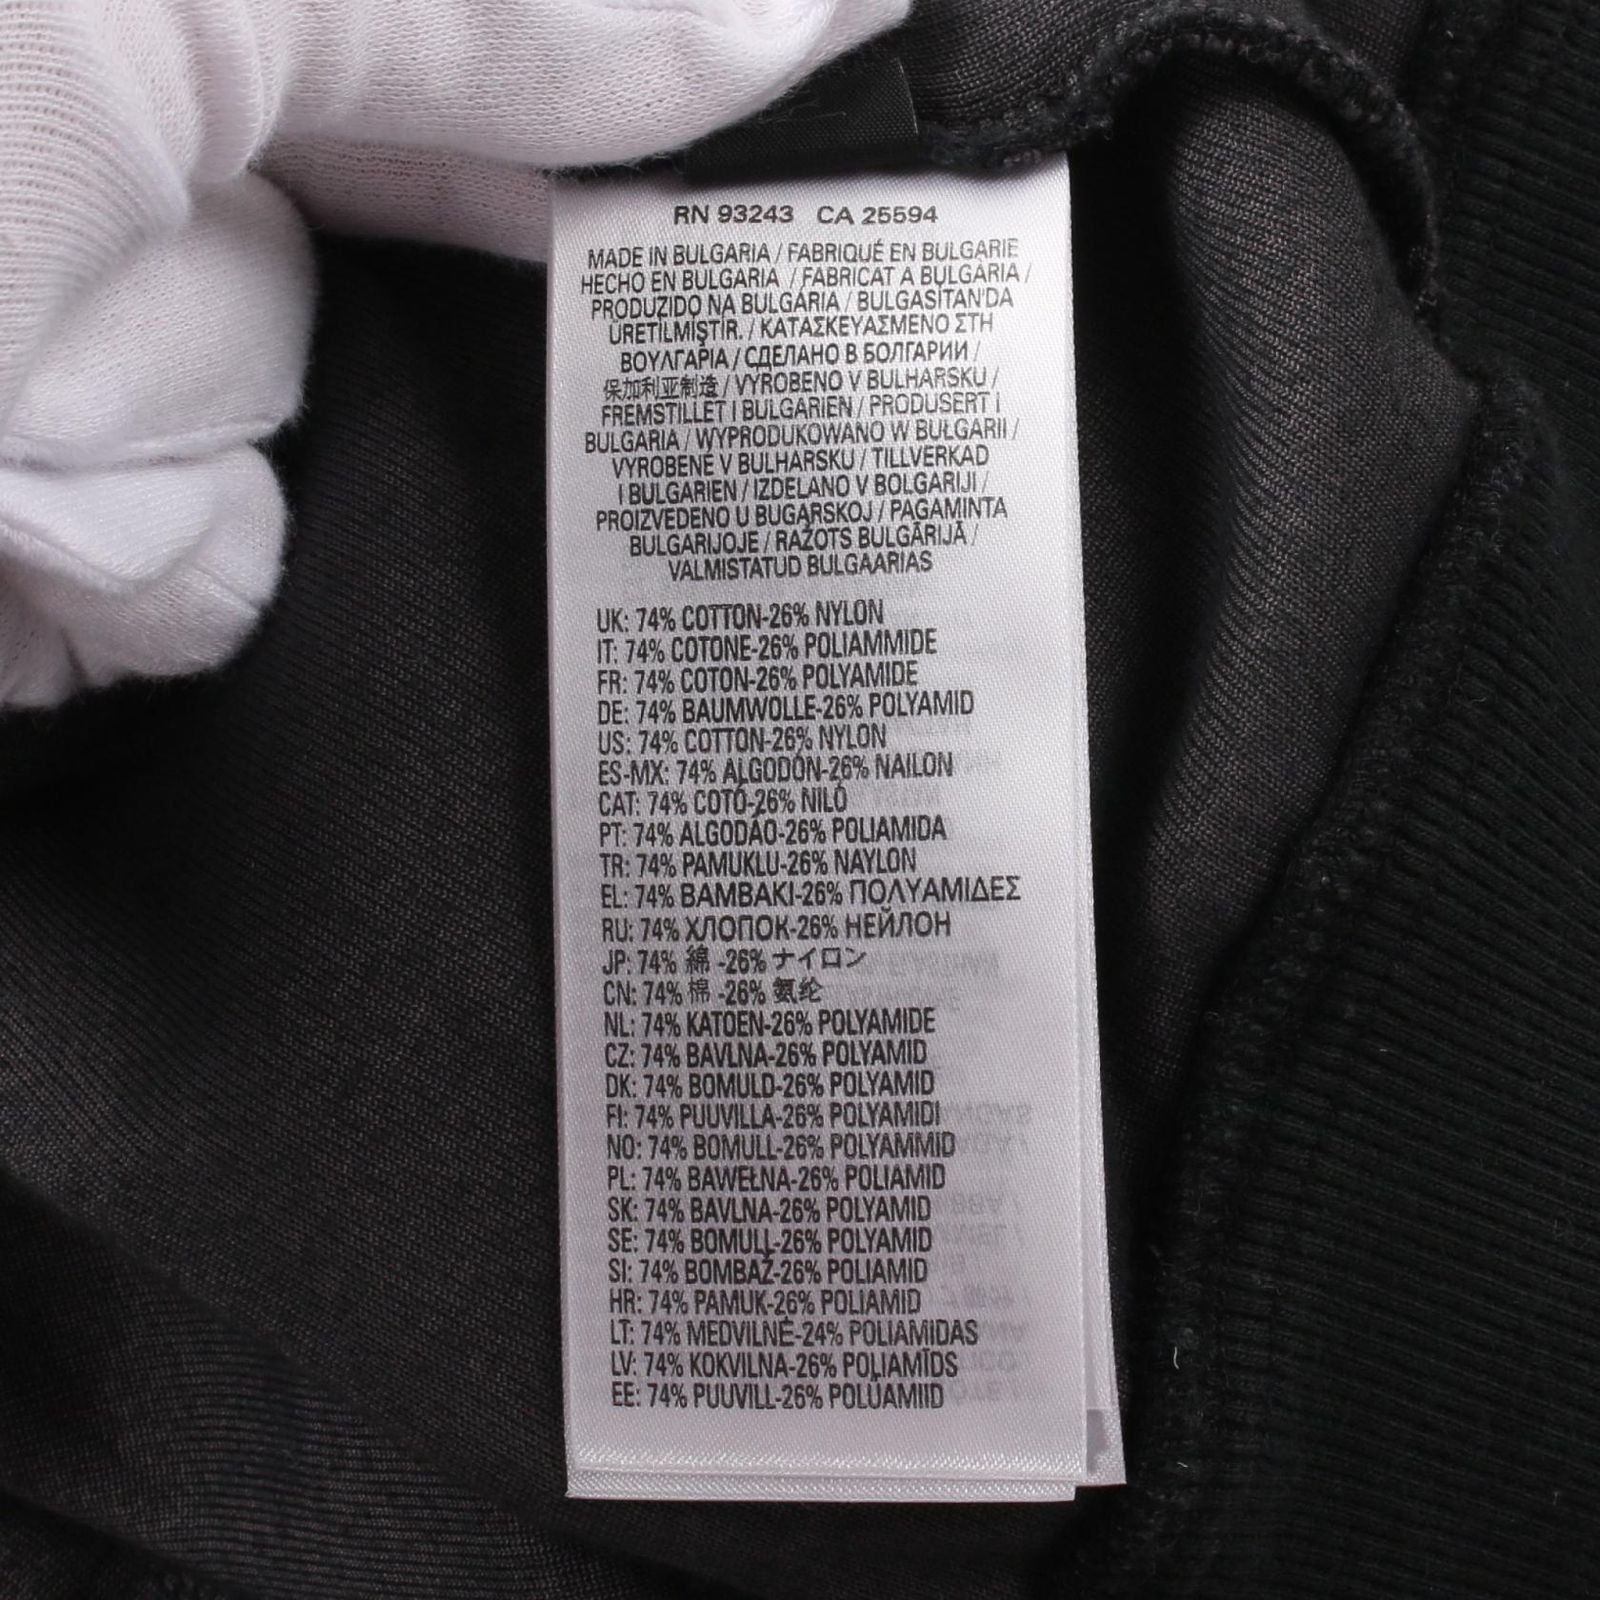 RN 93243 CA 25594
MADE IN BULGARIA / FABRIQUÉ EN BULGARIE
HECHO EN BULGARIA / FABRICAT A BULGÀRIA /
PRODUZIDO NA BULGÁRIA / BULGASİTAN'DA
ÜRETİLMİŞTİR. / ΚΑΤΑΣΚΕΥΑΣΜΕΝΟ ΣΤΗ
ΒΟΥΛΓΑΡΙΑ / СДЕЛАНО В БОЛГАРИИ /
保加利亚制造 / VYROBENO V BULHARSKU /
FREMSTILLET I BULGARIEN / PRODUSERT I
BULGARIA / WYPRODUKOWANO W BUŁGARII /
VYROBENE V BULHARSKU / TILLVERKAD
I BULGARIEN / IZDELANO V BOLGARIJI /
PROIZVEDENO U BUGARSKOJ / PAGAMINTA
BULGARIJOJE / RAŽOTS BULGĀRIJĀ /
VALMISTATUD BULGAARIAS
UK: 74% COTTON-26% NYLON
IT: 74% COTONE-26% POLIAMMIDE
FR: 74% COTON-26% POLYAMIDE
DE: 74% BAUMWOLLE-26% POLYAMID
US: 74% COTTON-26% NYLON
ES-MX: 74% ALGODÓN-26% NAILON
CAT: 74% COTÓ-26% NILÓ
PT: 74% ALGODÃO-26% POLIAMIDA
TR: 74% PAMUKLU-26% NAYLON
EL: 74% ΒΑΜΒΑΚΙ-26% ΠΟΛΥΑΜΙΔΕΣ
RU: 74% ХЛОПОК-26% НЕЙЛОН
JP: 74% 綿 -26% ナイロン
CN: 74% 棉 -26% 氨纶
NL: 74% KATOEN-26% POLYAMIDE
CZ: 74% BAVLNA-26% POLYAMID
DK: 74% BOMULD-26% POLYAMID
FI: 74% PUUVILLA-26% POLYAMIDI
NO: 74% BOMULL-26% POLYAMMID
PL: 74% BAWEŁNA-26% POLIAMID
SK: 74% BAVLNA-26% POLYAMID
SE: 74% BOMULL-26% POLYAMID
SI: 74% BOMBAŽ-26% POLIAMID
HR: 74% PAMUK-26% POLIAMID
LT: 74% MEDVILNĖ-24% POLIAMIDAS
LV: 74% KOKVILNA-26% POLIAMĪDS
EE: 74% PUUVILL-26% POLÜAMIID